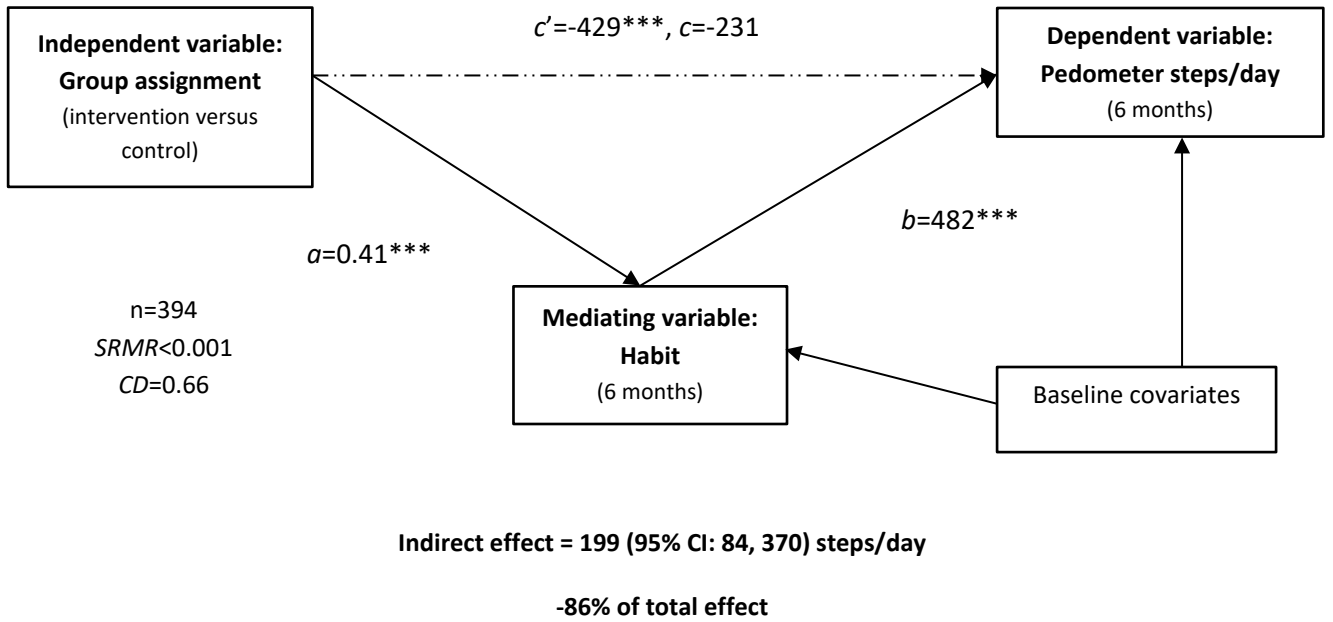 c’=-429***, c=-231
Independent variable:
Group assignment
(intervention versus
control)
Dependent variable:
Pedometer steps/day
(6 months)
a=0.41***
b=482***
n=394
SRMR<0.001
CD=0.66
Mediating variable:
Habit
(6 months)
Baseline covariates
Indirect effect = 199 (95% CI: 84, 370) steps/day
-86% of total effect